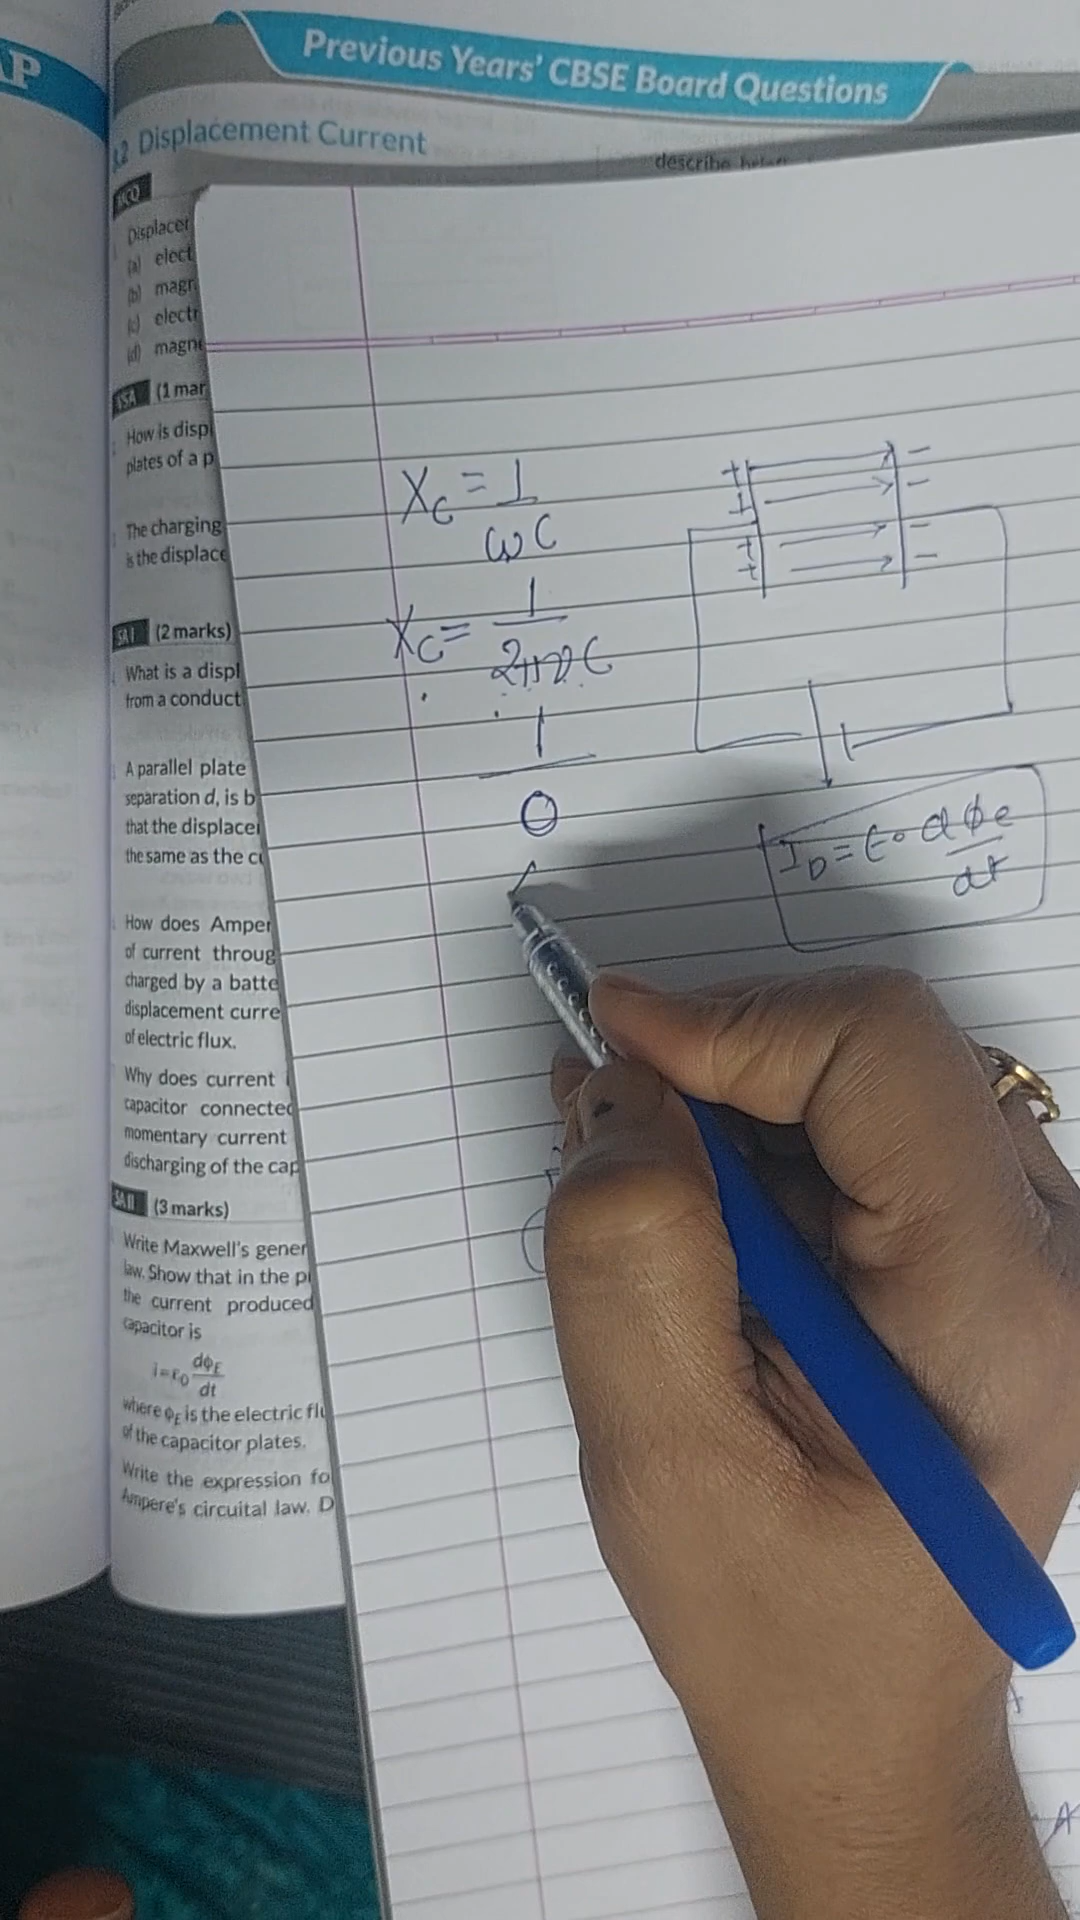 AP
Previous Years' CBSE Board Questions
Displacement Current
MCQ
describe
elect
(b) magn
(c) electr
(d) magne
VSA (1 mar
How is displ
plates of a p
The charging
is the displace
SA I (2 marks)
What is a displ
from a conduct
A parallel plate
separation d, is b
that the displace
the same as the c
How does Amper
of current throug
charged by a batte
displacement curre
of electric flux.
Why does current
capacitor connected
momentary current
discharging of the cap
SA II (3 marks)
Write Maxwell's gener
law. Show that in the p
the current produced
capacitor is
i=ε₀ dϕE/dt
where ϕE is the electric flu
of the capacitor plates.
Write the expression fo
Ampere's circuital law. D
XC = 1/ωC
XC = 1/2πνC
1/0
+ + + +
- - - -
ID = ε₀ dϕe/dt